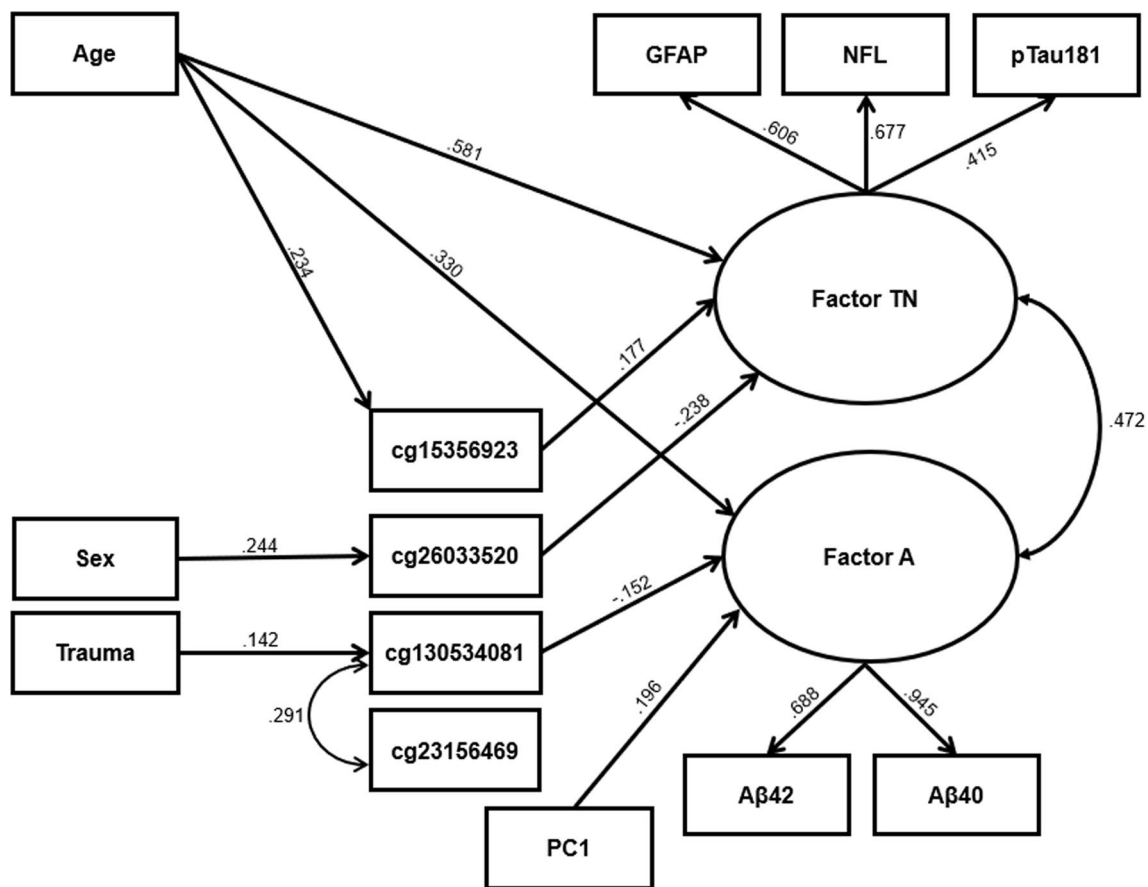 Age
GFAP
NFL
pTau181
.606
.677
.415
.581
.234
.330
Factor TN
.177
-.238
.472
cg15356923
Sex
.244
cg26033520
Factor A
Trauma
.142
cg130534081
-.152
.291
cg23156469
.196
.688
.945
Aβ42
Aβ40
PC1